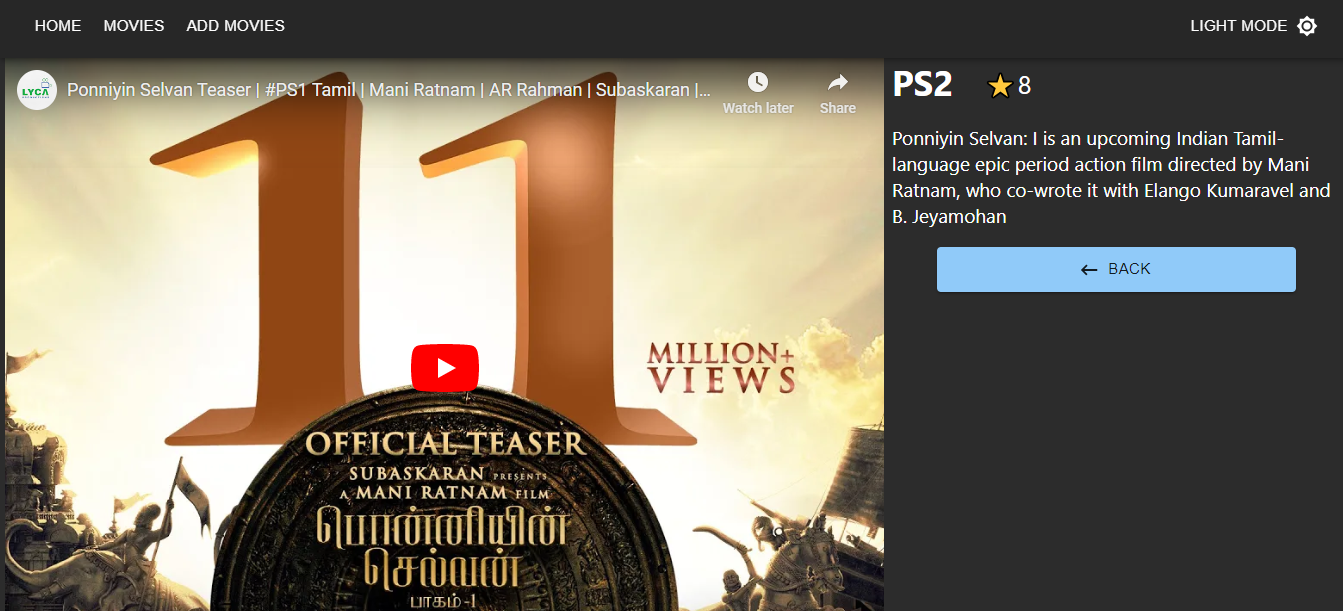 HOME MOVIES ADD MOVIES LIGHT MODE
LYCA
Ponniyin Selvan Teaser | #PS1 Tamil | Mani Ratnam | AR Rahman | Subaskaran |...
Watch later Share
11
MILLION+
VIEWS
OFFICIAL TEASER
SUBASKARAN PRESENTS
A MANI RATNAM FILM
பொன்னியின்
செல்வன்
பாகம்-1
PS2 8
Ponniyin Selvan: I is an upcoming Indian Tamil-
language epic period action film directed by Mani
Ratnam, who co-wrote it with Elango Kumaravel and
B. Jeyamohan
BACK